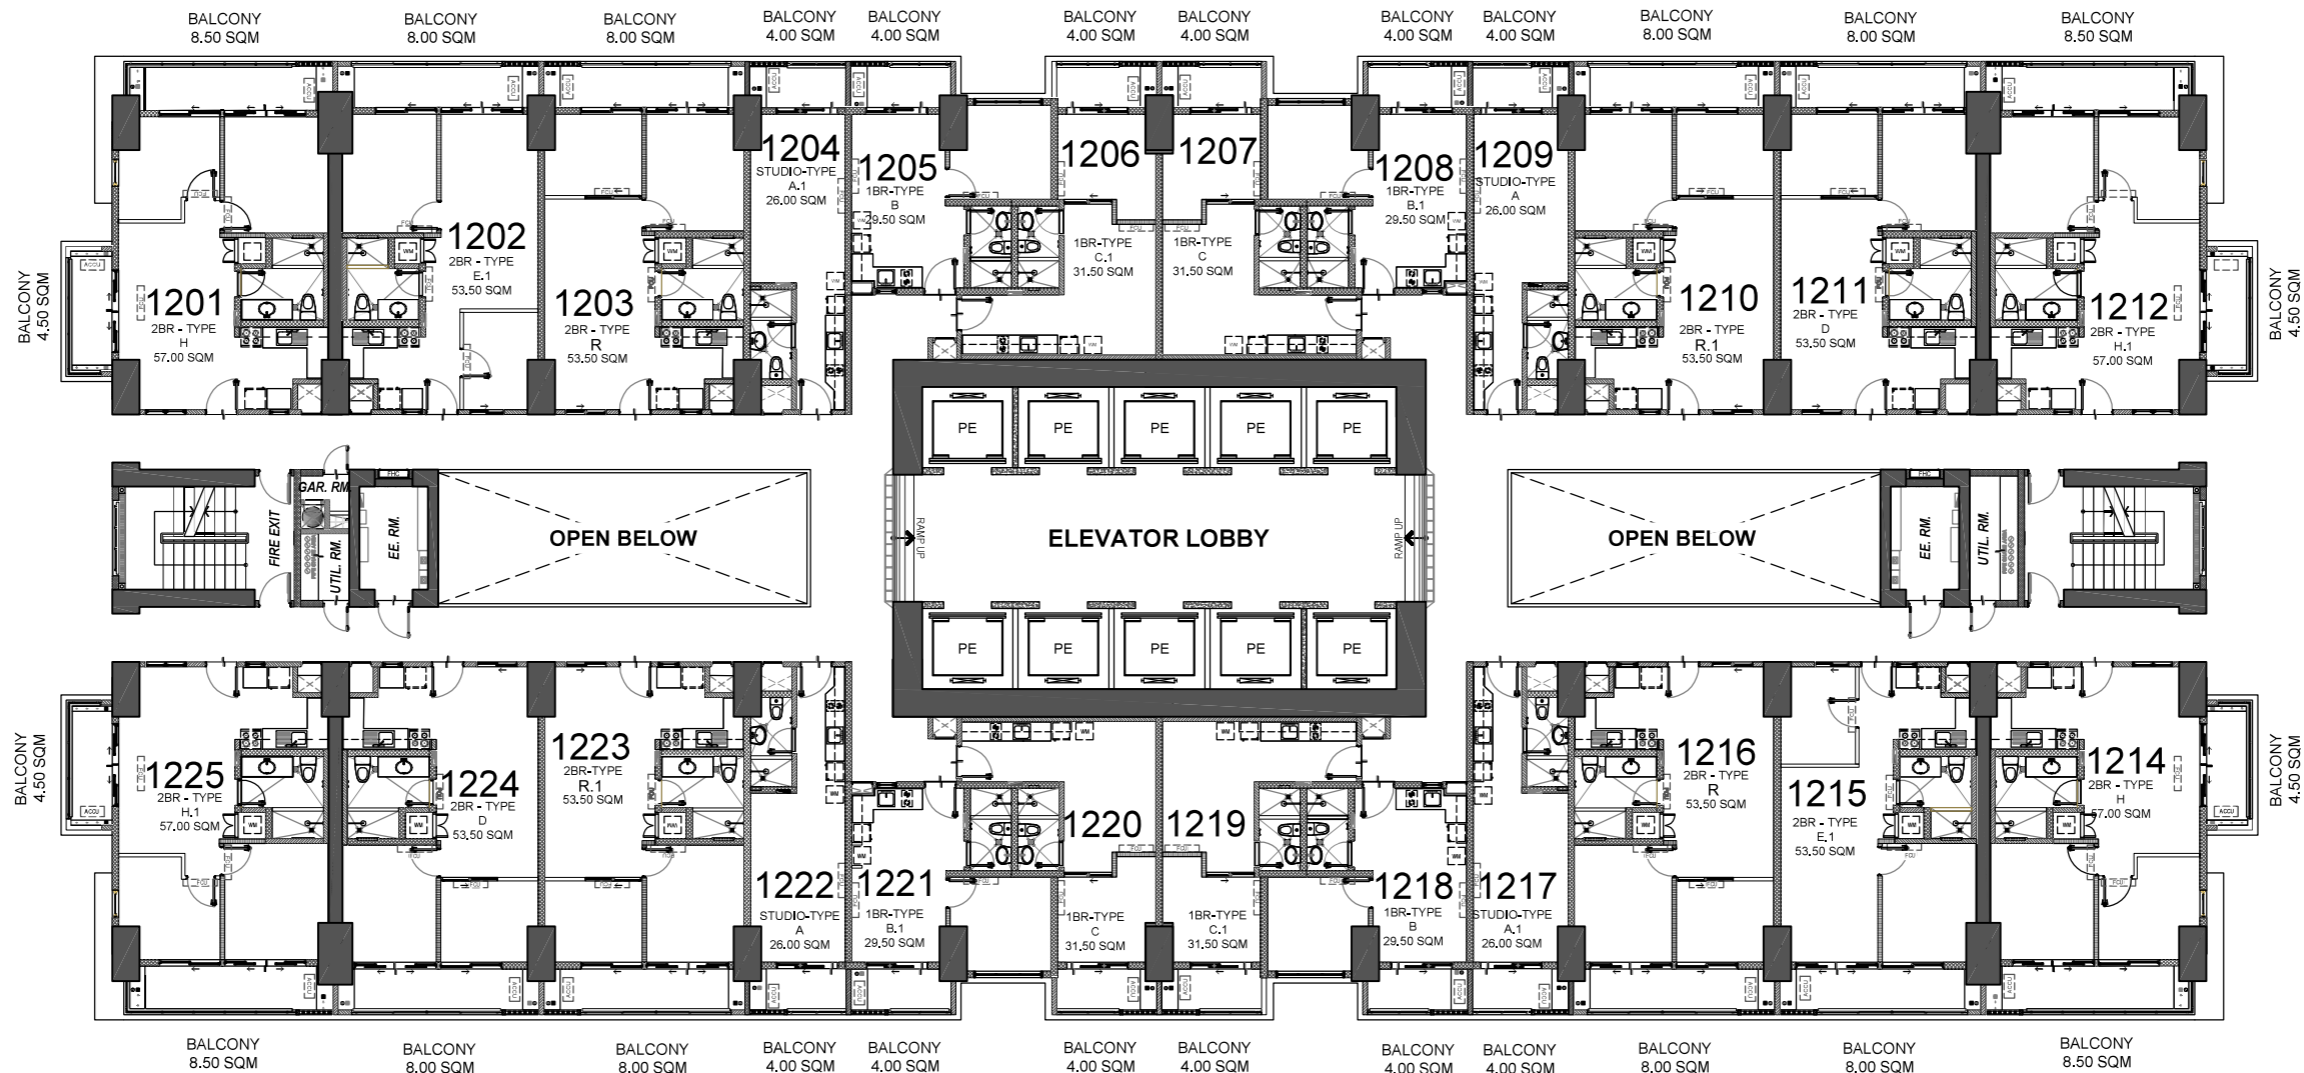 BALCONY
8.50 SQM
BALCONY
8.00 SQM
BALCONY
8.00 SQM
BALCONY
4.00 SQM
BALCONY
4.00 SQM
BALCONY
4.00 SQM
BALCONY
4.00 SQM
BALCONY
4.00 SQM
BALCONY
4.00 SQM
BALCONY
8.00 SQM
BALCONY
8.00 SQM
BALCONY
8.50 SQM
BALCONY
4.50 SQM
1201
2BR - TYPE
H
57.00 SQM
1202
2BR - TYPE
E.1
53.50 SQM
1203
2BR - TYPE
R
53.50 SQM
1204
STUDIO-TYPE
A.1
26.00 SQM
1205
1BR-TYPE
B
29.50 SQM
1206
1BR-TYPE
C.1
31.50 SQM
1207
1BR-TYPE
C
31.50 SQM
1208
1BR-TYPE
B.1
29.50 SQM
1209
STUDIO-TYPE
A
26.00 SQM
1210
2BR - TYPE
R.1
53.50 SQM
1211
2BR - TYPE
D
53.50 SQM
1212
2BR - TYPE
H.1
57.00 SQM
BALCONY
4.50 SQM
PE
PE
PE
PE
PE
FIRE EXIT
GAR. RM.
UTIL. RM.
FHC
EE. RM.
OPEN BELOW
RAMP UP
ELEVATOR LOBBY
RAMP UP
OPEN BELOW
FHC
EE. RM.
UTIL. RM.
PE
PE
PE
PE
PE
BALCONY
4.50 SQM
1225
2BR - TYPE
H.1
57.00 SQM
1224
2BR - TYPE
D
53.50 SQM
1223
2BR-TYPE
R.1
53.50 SQM
1222
STUDIO-TYPE
A
26.00 SQM
1221
1BR-TYPE
B.1
29.50 SQM
1220
1BR-TYPE
C
31.50 SQM
1219
1BR-TYPE
C.1
31.50 SQM
1218
1BR-TYPE
B
29.50 SQM
1217
STUDIO-TYPE
A.1
26.00 SQM
1216
2BR - TYPE
R
53.50 SQM
1215
2BR - TYPE
E.1
53.50 SQM
1214
2BR - TYPE
H
57.00 SQM
BALCONY
4.50 SQM
BALCONY
8.50 SQM
BALCONY
8.00 SQM
BALCONY
8.00 SQM
BALCONY
4.00 SQM
BALCONY
4.00 SQM
BALCONY
4.00 SQM
BALCONY
4.00 SQM
BALCONY
4.00 SQM
BALCONY
4.00 SQM
BALCONY
8.00 SQM
BALCONY
8.00 SQM
BALCONY
8.50 SQM